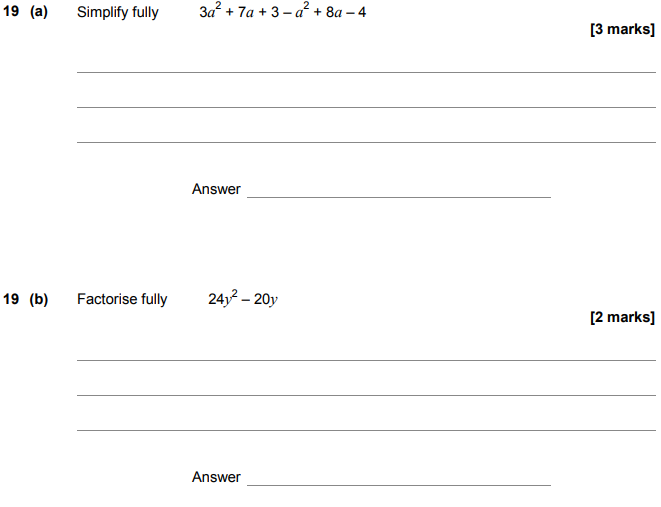 19 (a) Simplify fully 3a² + 7a + 3 – a² + 8a – 4
[3 marks]
Answer
19 (b) Factorise fully 24y² – 20y
[2 marks]
Answer